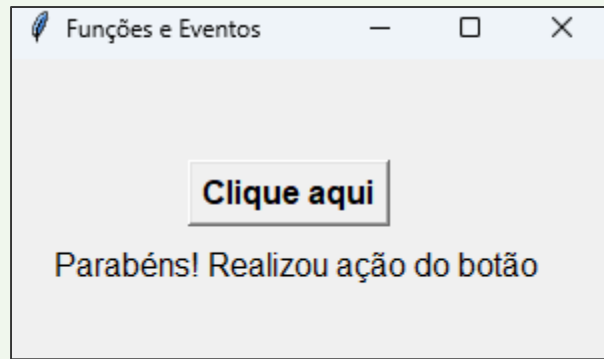 Funções e Eventos
Clique aqui
Parabéns! Realizou ação do botão